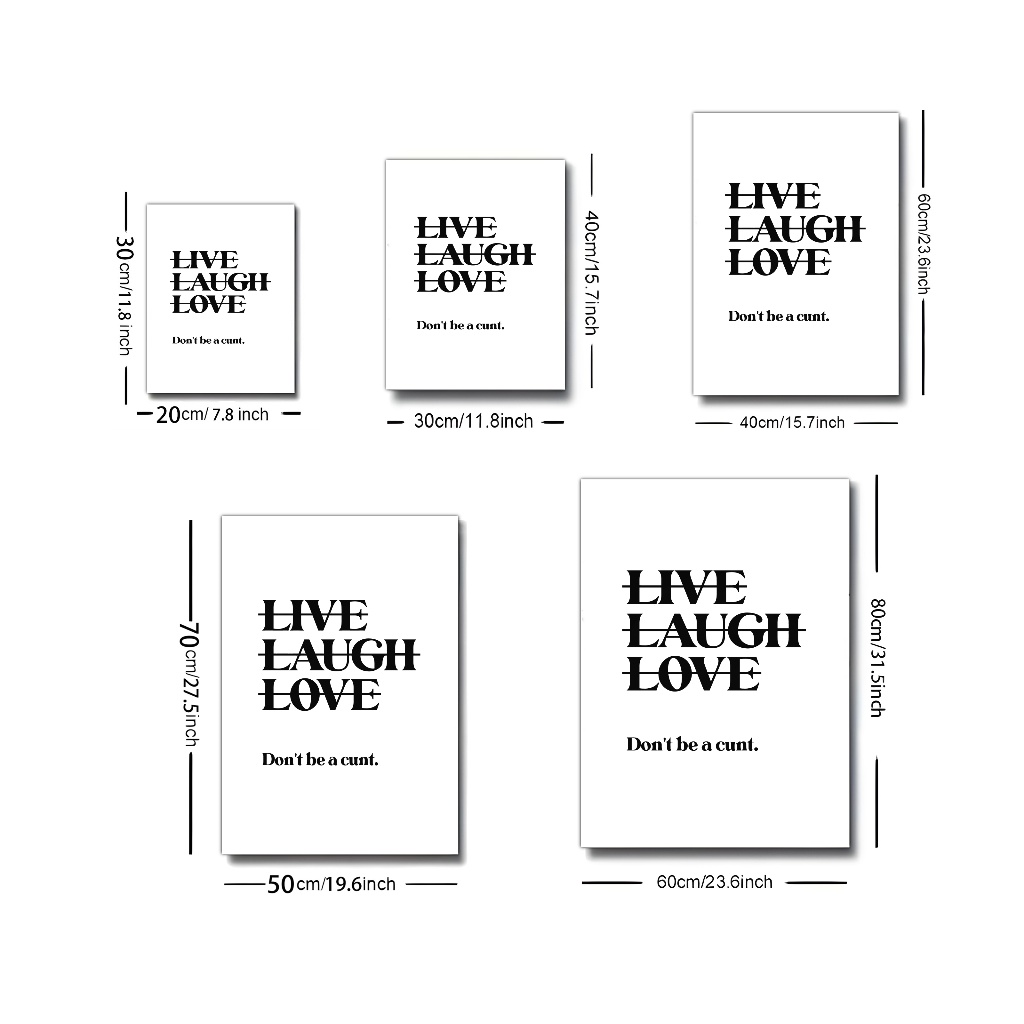 30cm/11.8 inch
LIVE
LAUGH
LOVE
Don't be a cunt.
20cm/ 7.8 inch
LIVE
LAUGH
LOVE
Don't be a cunt.
40cm/15.7inch
30cm/11.8inch
LIVE
LAUGH
LOVE
Don't be a cunt.
60cm/23.6inch
40cm/15.7inch
70cm/27.5inch
LIVE
LAUGH
LOVE
Don't be a cunt.
50cm/19.6inch
LIVE
LAUGH
LOVE
Don't be a cunt.
80cm/31.5inch
60cm/23.6inch